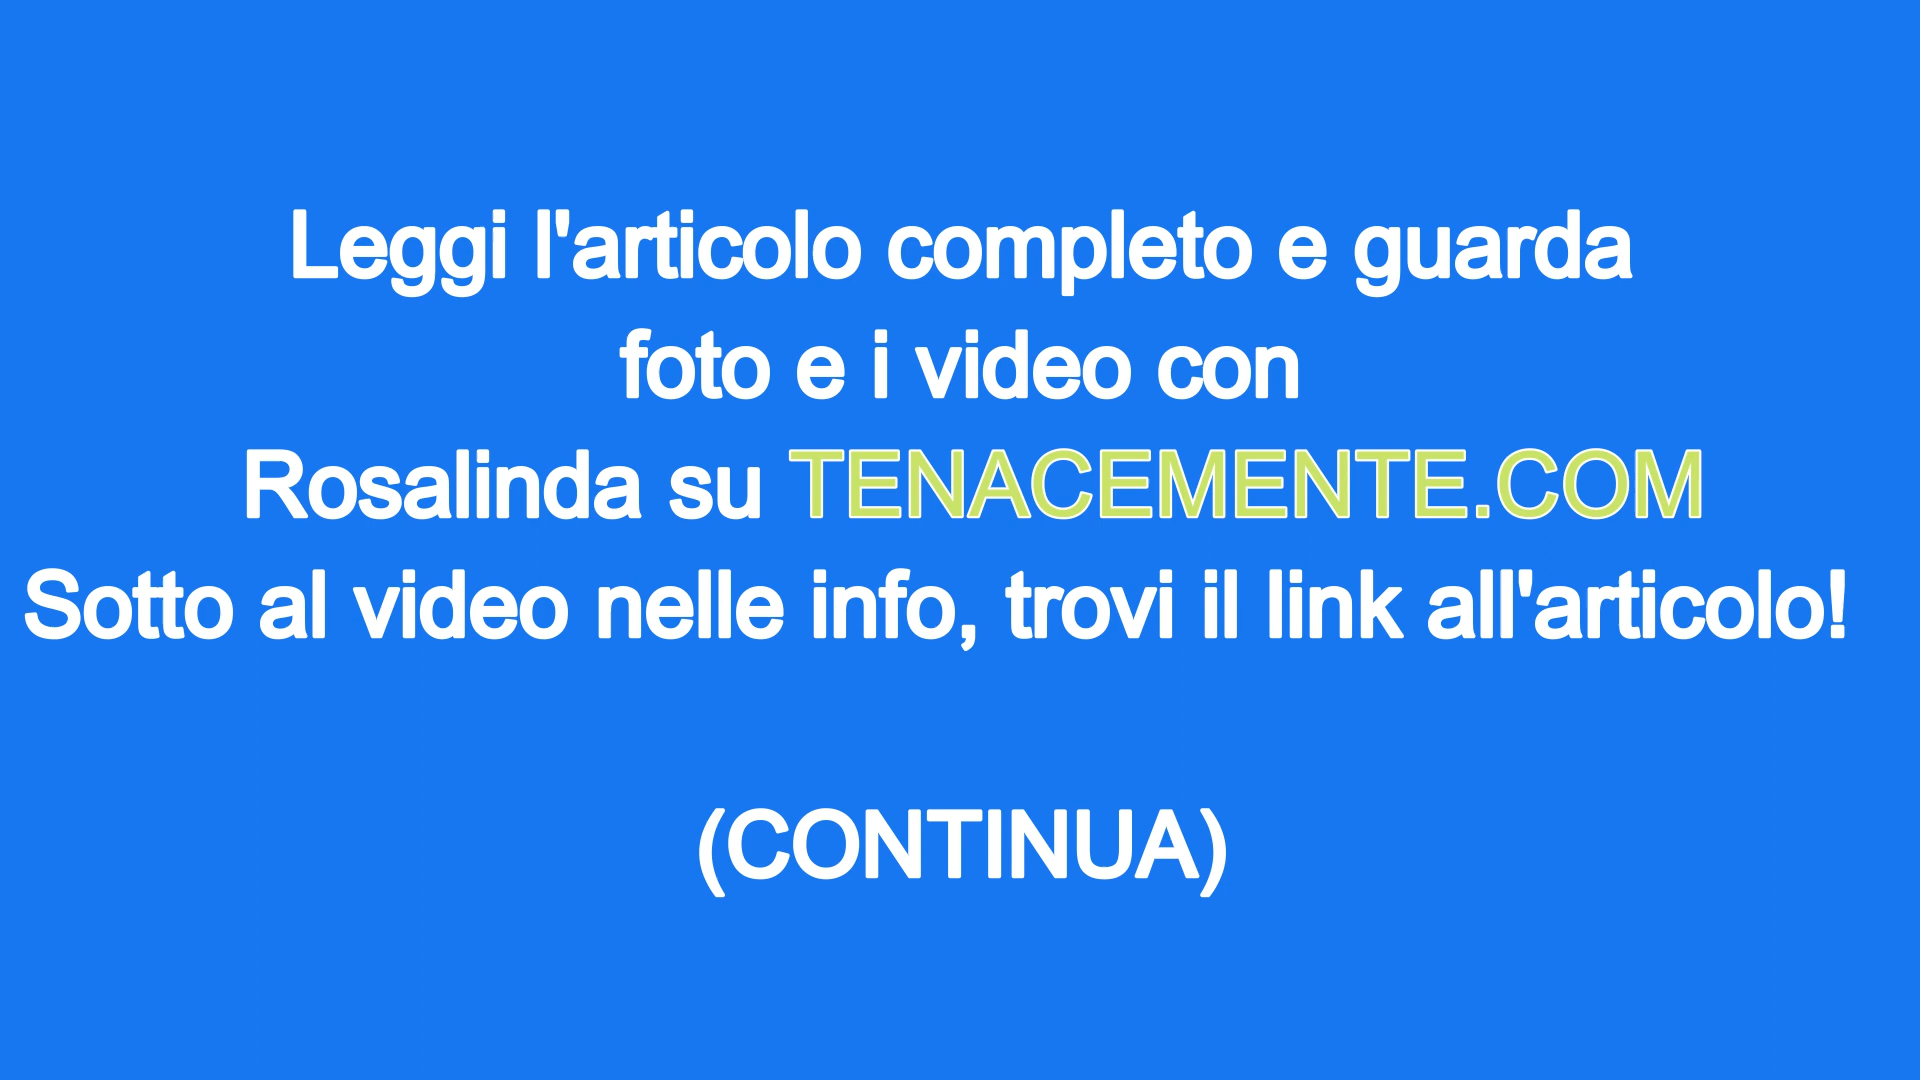 Leggi l'articolo completo e guarda
foto e i video con
Rosalinda su TENACEMENTE.COM
Sotto al video nelle info, trovi il link all'articolo!
(CONTINUA)